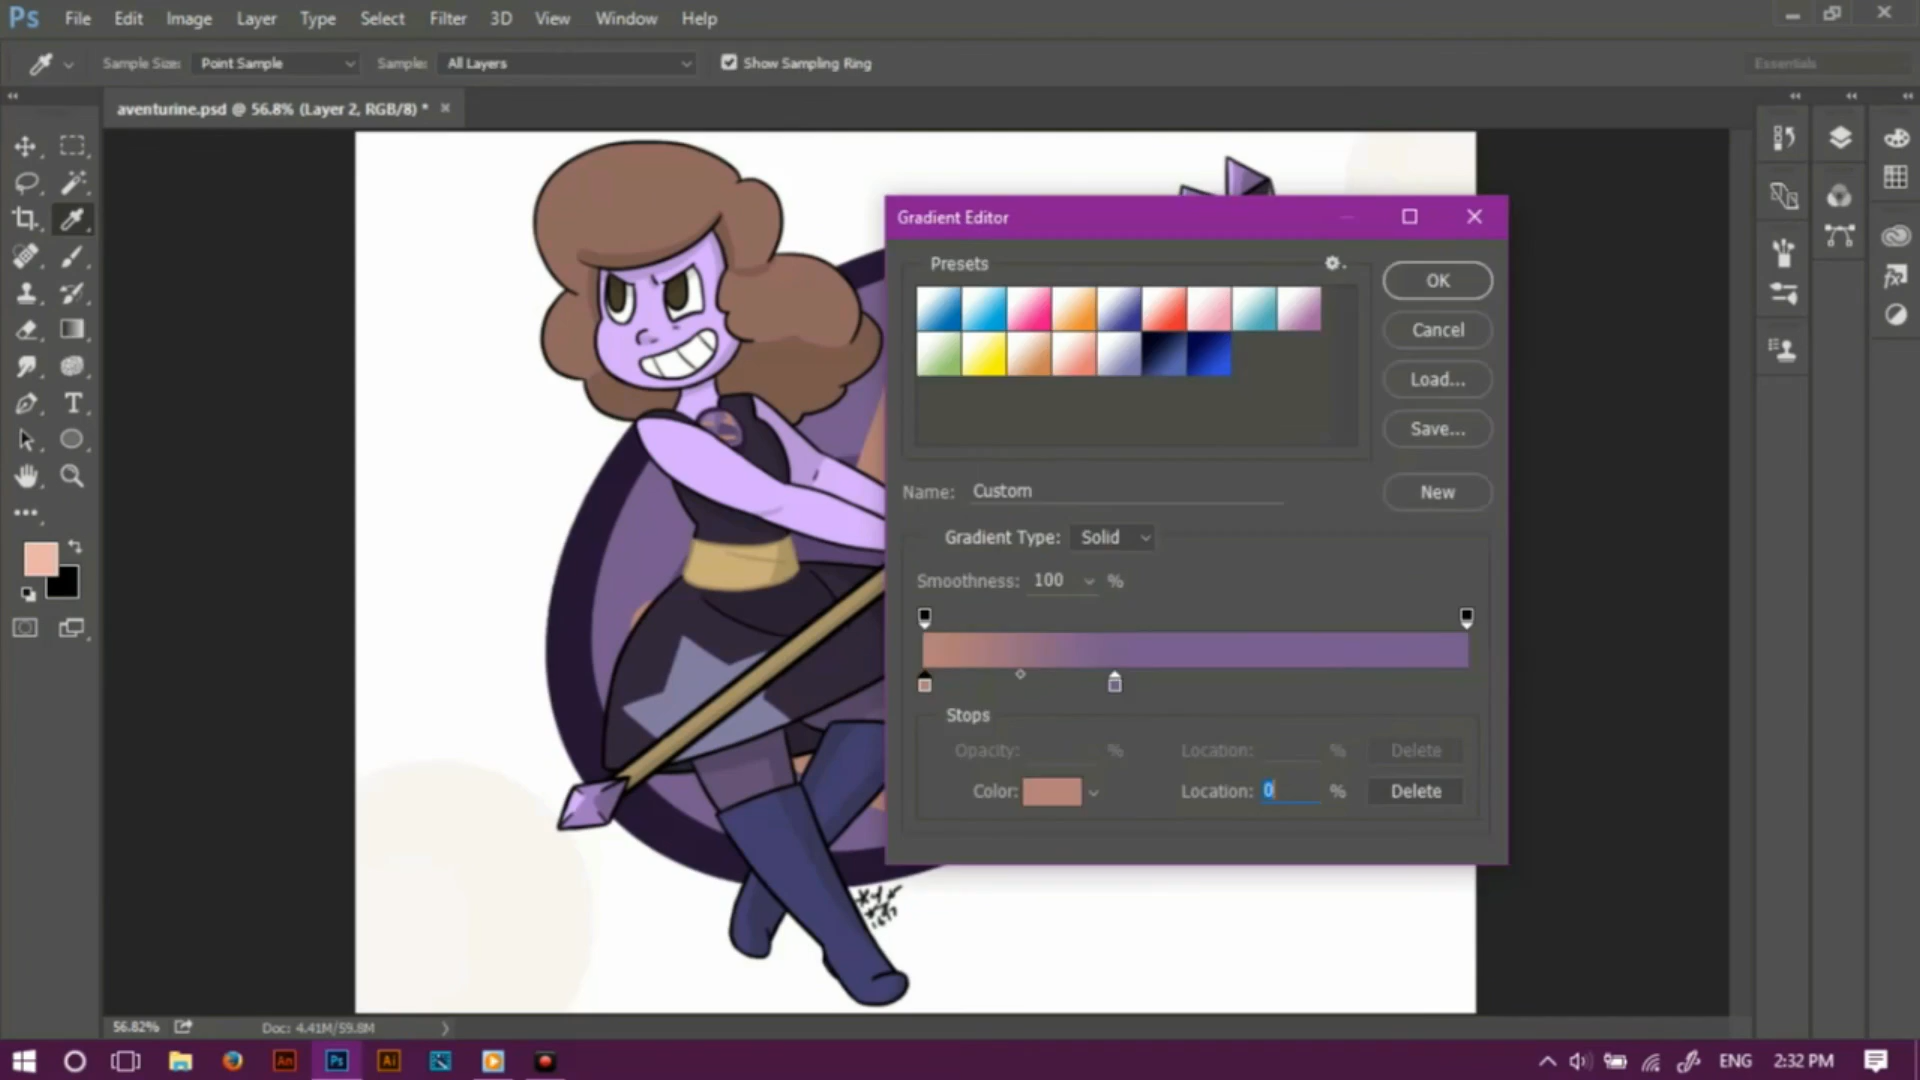 Ps File Edit Image Layer Type Select Filter 3D View Window Help
Sample Size: Point Sample Sample: All Layers Show Sampling Ring Essentials
aventurine.psd @ 56.8% (Layer 2, RGB/8) *
Gradient Editor
Presets
OK
Cancel
Load...
Save...
Name: Custom
New
Gradient Type: Solid
Smoothness: 100 %
Stops
Opacity: % Location: % Delete
Color: Location: 0 % Delete
56.82% Doc: 4.41M/59.8M
An Ps Ai ENG 2:32 PM